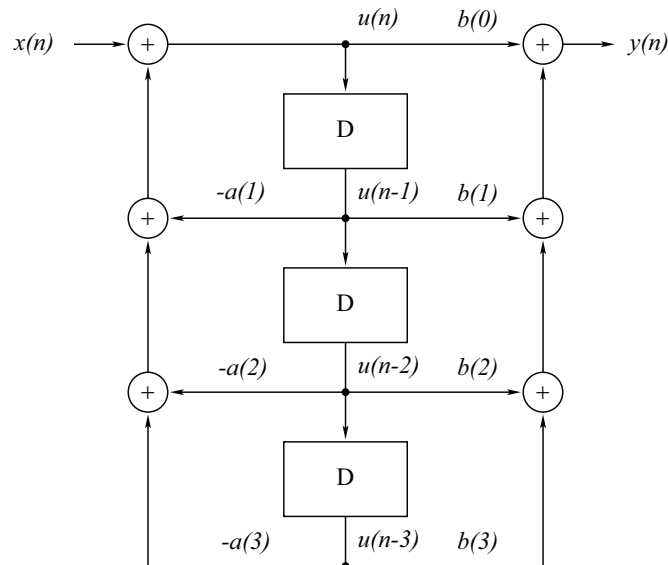 u(n) b(0)
x(n) + + y(n)
D
-a(1) u(n-1) b(1)
+ +
D
-a(2) u(n-2) b(2)
+ +
D
-a(3) u(n-3) b(3)